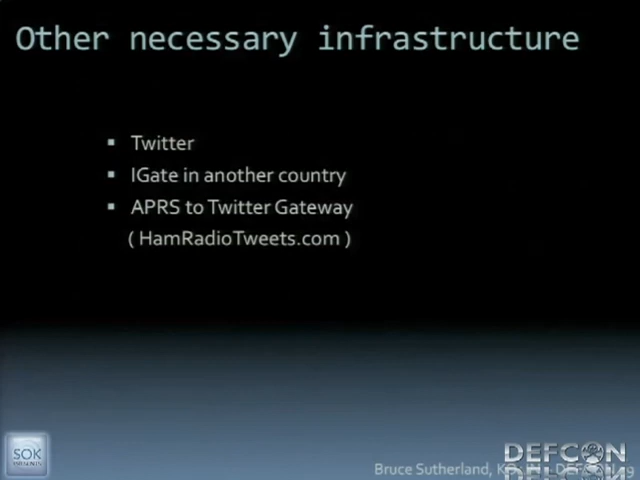 Other necessary infrastructure
▪ Twitter
▪ IGate in another country
▪ APRS to Twitter Gateway
( HamRadioTweets.com )
SOK
DEFCON
Bruce Sutherland,